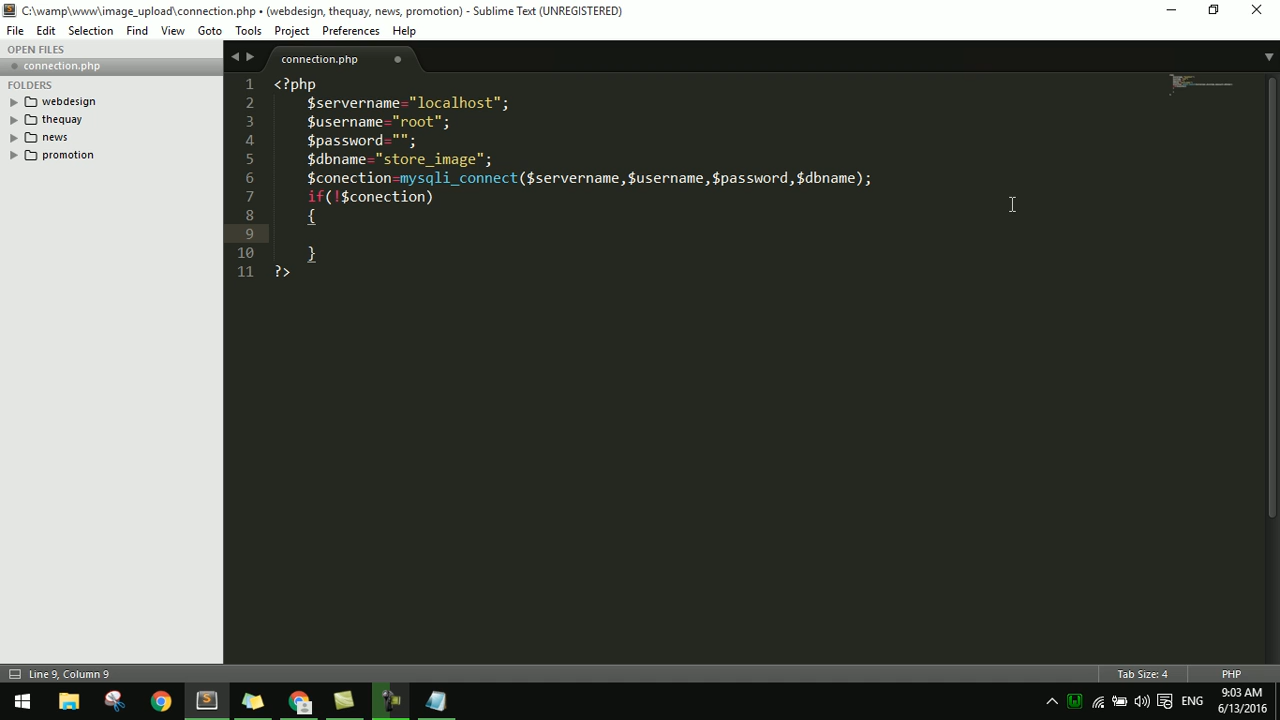 C:\wamp\www\image_upload\connection.php • (webdesign, thequay, news, promotion) - Sublime Text (UNREGISTERED)
File Edit Selection Find View Goto Tools Project Preferences Help
OPEN FILES
connection.php
FOLDERS
webdesign
thequay
news
promotion
connection.php
1 <?php
2 $servername="localhost";
3 $username="root";
4 $password="";
5 $dbname="store_image";
6 $conection=mysqli_connect($servername,$username,$password,$dbname);
7 if(!$conection)
8 {
9
10 }
11 ?>
Line 9, Column 9
Tab Size: 4
PHP
ENG
9:03 AM
6/13/2016